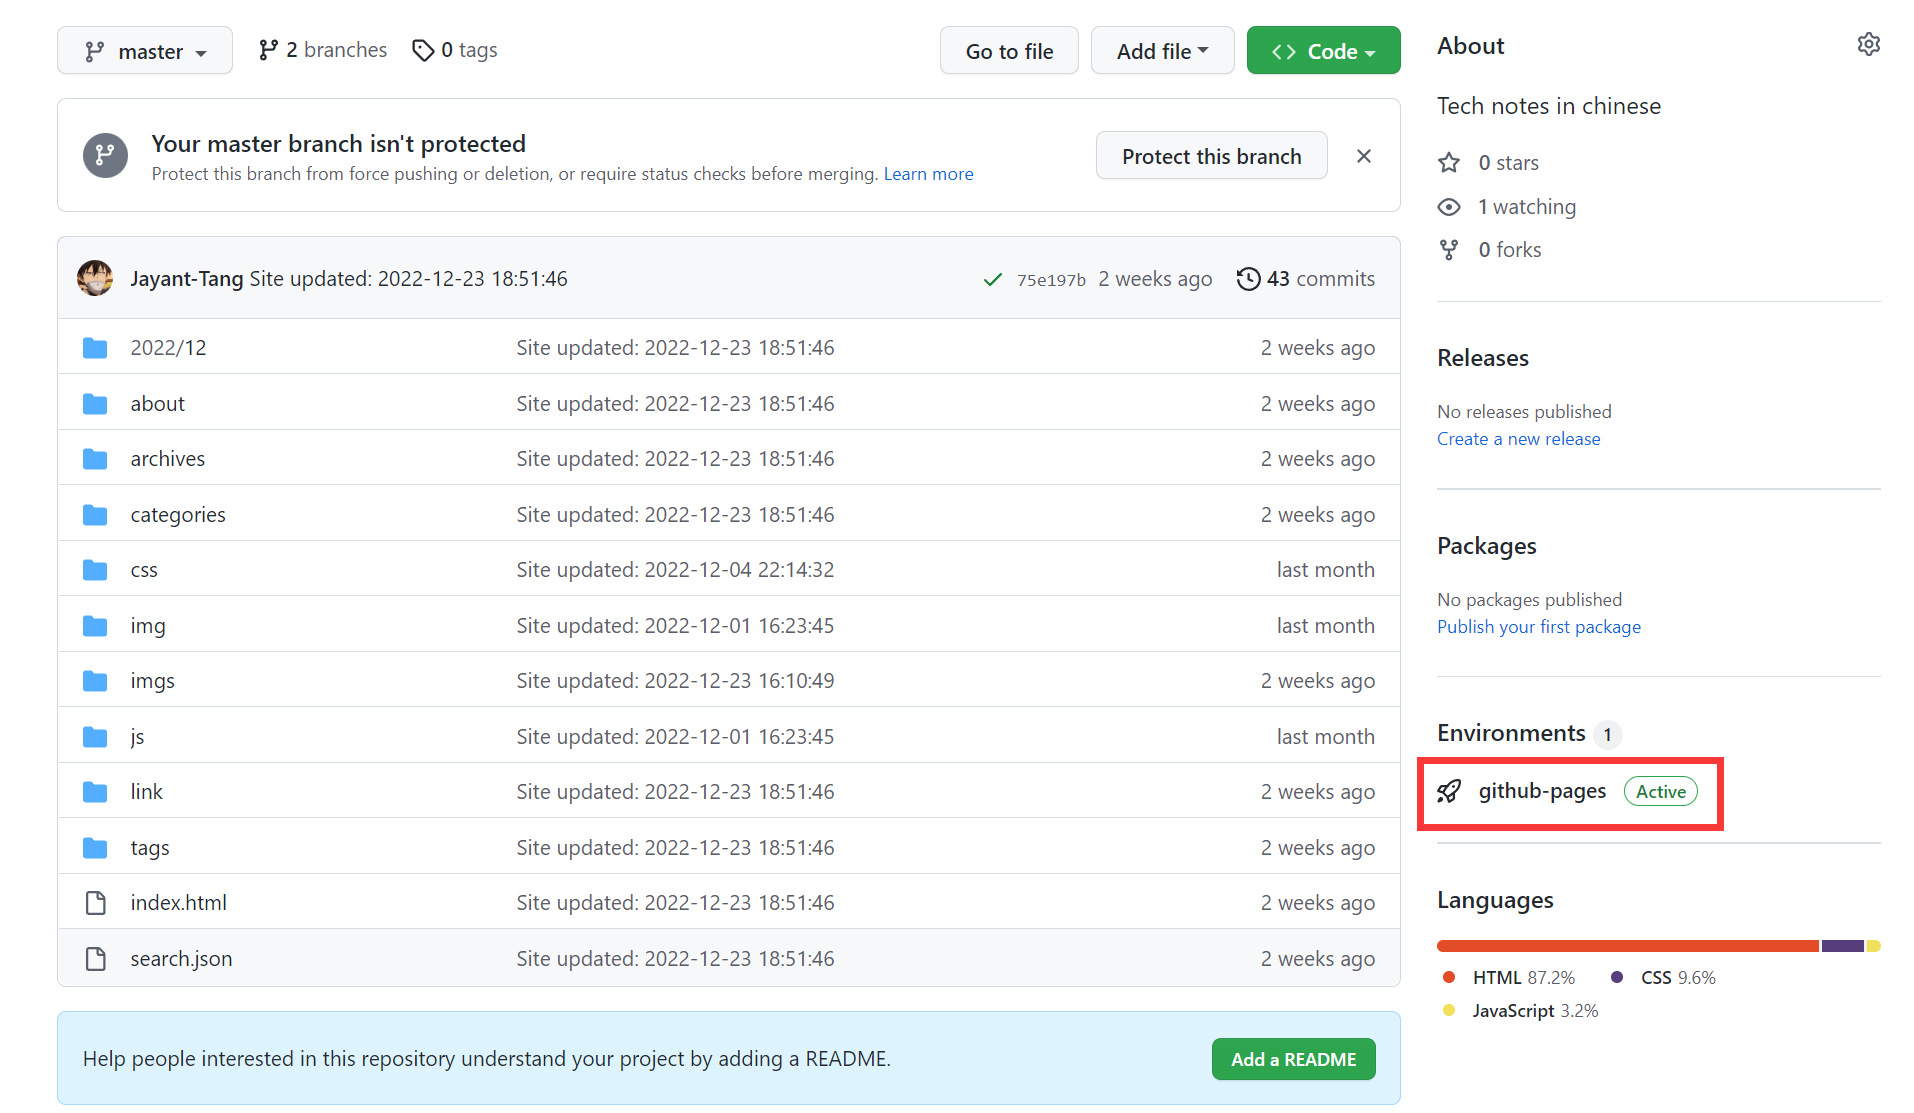 master 2 branches 0 tags Go to file Add file Code
Your master branch isn't protected
Protect this branch from force pushing or deletion, or require status checks before merging. Learn more
Protect this branch
Jayant-Tang Site updated: 2022-12-23 18:51:46 75e197b 2 weeks ago 43 commits
2022/12 Site updated: 2022-12-23 18:51:46 2 weeks ago
about Site updated: 2022-12-23 18:51:46 2 weeks ago
archives Site updated: 2022-12-23 18:51:46 2 weeks ago
categories Site updated: 2022-12-23 18:51:46 2 weeks ago
css Site updated: 2022-12-04 22:14:32 last month
img Site updated: 2022-12-01 16:23:45 last month
imgs Site updated: 2022-12-23 16:10:49 2 weeks ago
js Site updated: 2022-12-01 16:23:45 last month
link Site updated: 2022-12-23 18:51:46 2 weeks ago
tags Site updated: 2022-12-23 18:51:46 2 weeks ago
index.html Site updated: 2022-12-23 18:51:46 2 weeks ago
search.json Site updated: 2022-12-23 18:51:46 2 weeks ago
Help people interested in this repository understand your project by adding a README. Add a README
About
Tech notes in chinese
0 stars
1 watching
0 forks
Releases
No releases published
Create a new release
Packages
No packages published
Publish your first package
Environments 1
github-pages Active
Languages
HTML 87.2% CSS 9.6%
JavaScript 3.2%